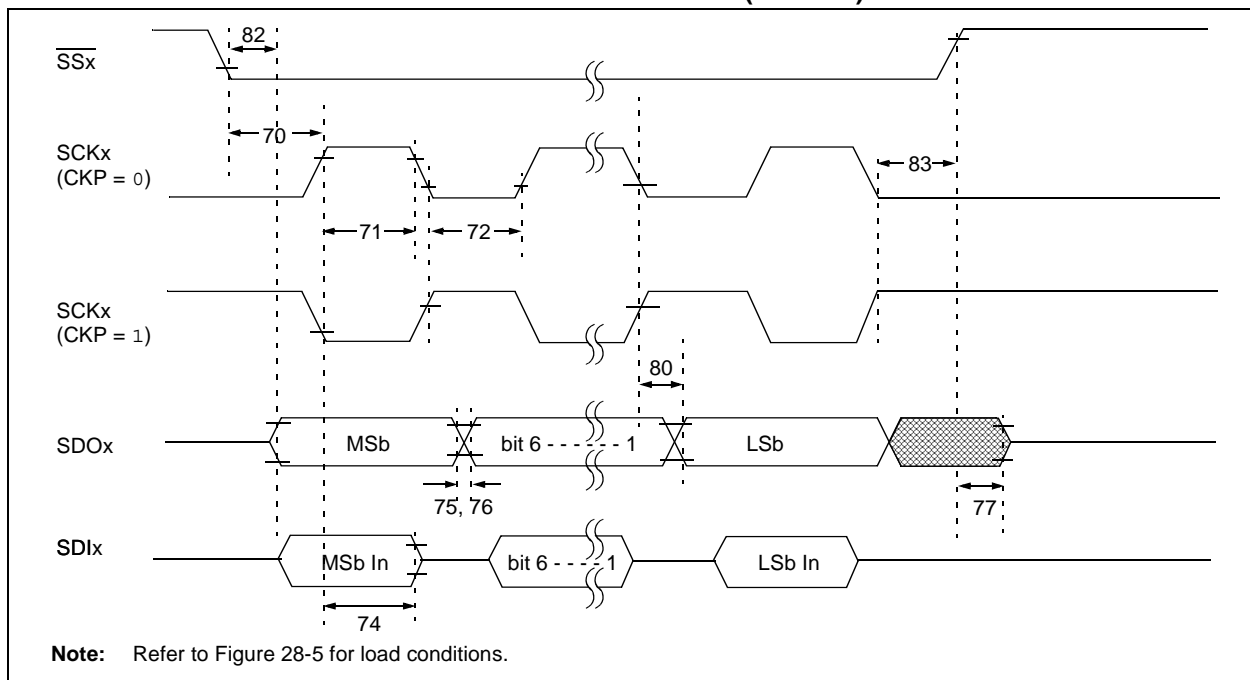 82
SSx
70
SCKx
(CKP = 0)
83
71
72
SCKx
(CKP = 1)
80
SDOx
MSb
bit 6 - - - - - - 1
LSb
75, 76
77
SDIx
MSb In
bit 6 - - - - 1
LSb In
74
Note: Refer to Figure 28-5 for load conditions.